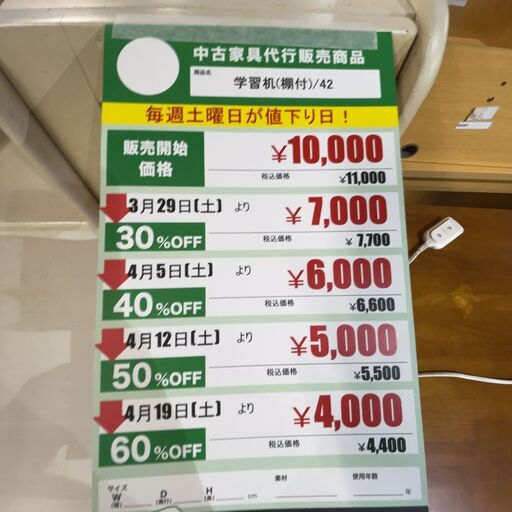 中古家具代行販売商品
商品名
学習机(棚付)/42
毎週土曜日が値下り日！
販売開始
価格
¥10,000
税込価格 ¥11,000
3月29日(土) より ¥7,000
30%OFF 税込価格 ¥7,700
4月5日(土) より ¥6,000
40%OFF 税込価格 ¥6,600
4月12日(土) より ¥5,000
50%OFF 税込価格 ¥5,500
4月19日(土) より ¥4,000
60%OFF 税込価格 ¥4,400
サイズ 素材 使用年数
W(幅) D(奥行) H(高) cm 年